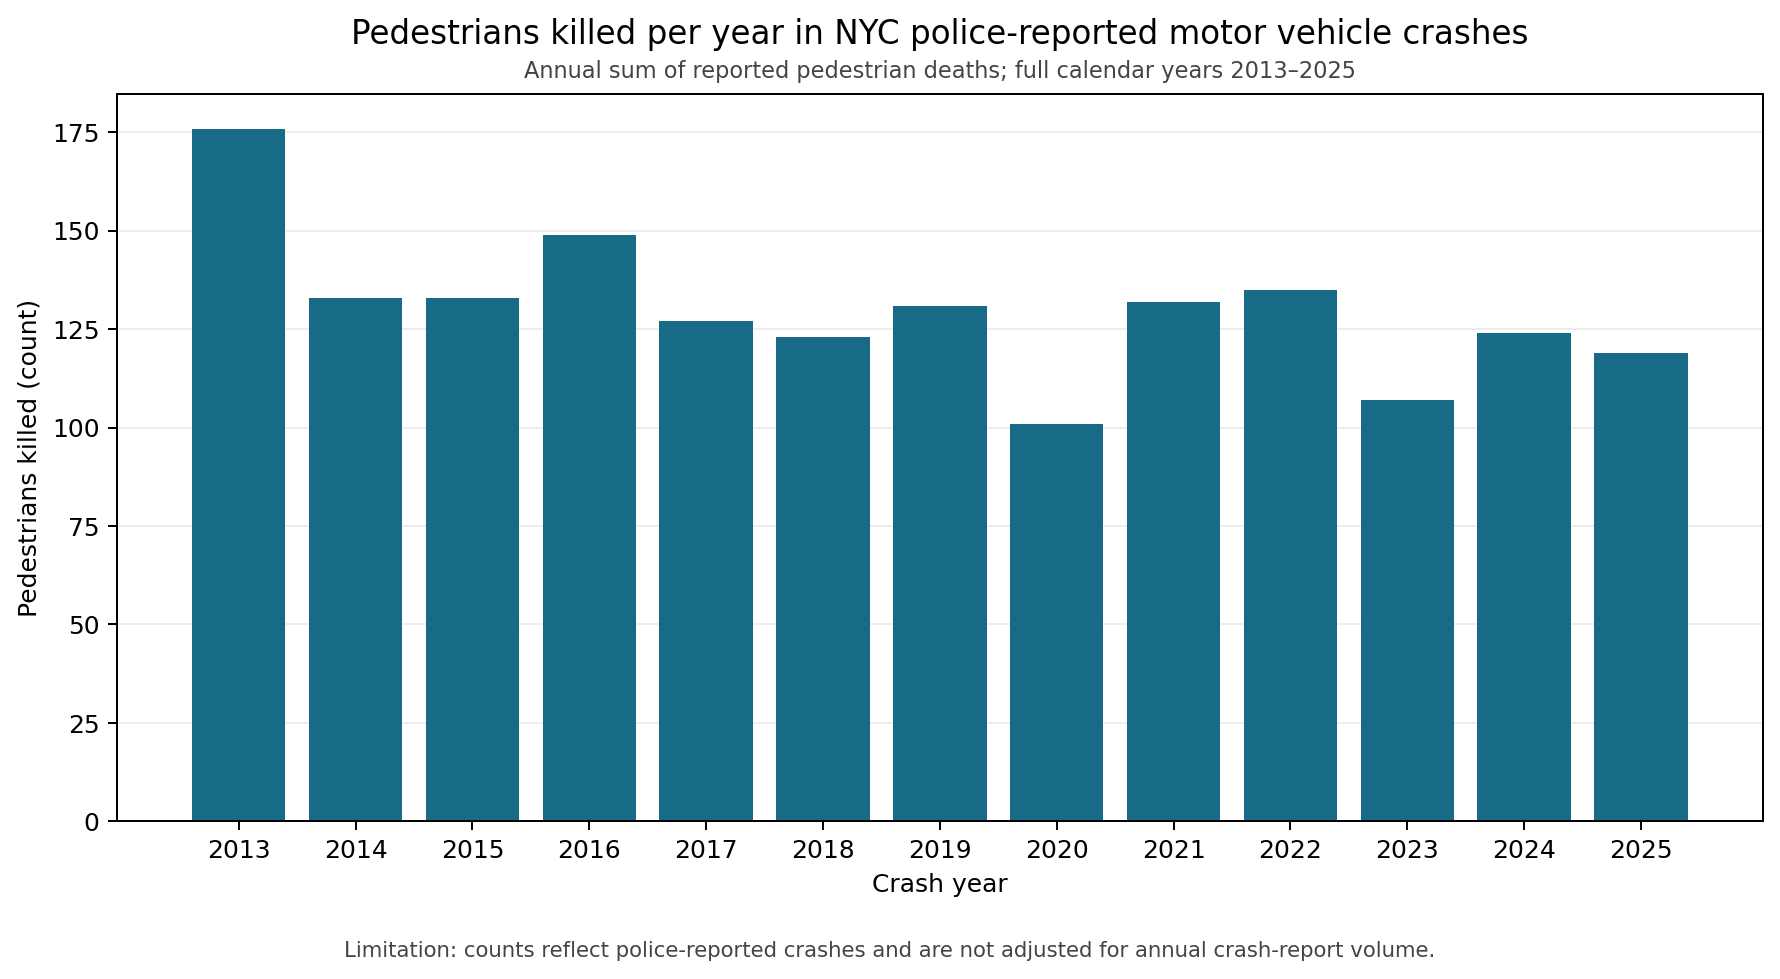 Pedestrians killed per year in NYC police-reported motor vehicle crashes
Annual sum of reported pedestrian deaths; full calendar years 2013–2025
Pedestrians killed (count)
175
150
125
100
75
50
25
0
2013 2014 2015 2016 2017 2018 2019 2020 2021 2022 2023 2024 2025
Crash year
Limitation: counts reflect police-reported crashes and are not adjusted for annual crash-report volume.